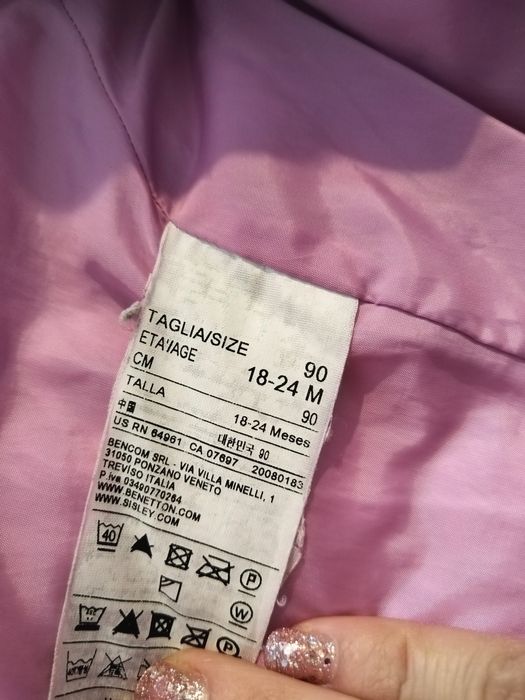 TAGLIA/SIZE 90
ETA'/AGE 18-24 M
CM 90
TALLA 18-24 Meses
中國 대한민국 90
US RN 64961 CA 07697 20080183
BENCOM SRL - VIA VILLA MINELLI, 1
31050 PONZANO VENETO
TREVISO ITALIA
P.iva 03490770264
WWW.BENETTON.COM
WWW.SISLEY.COM
40
P
W
P